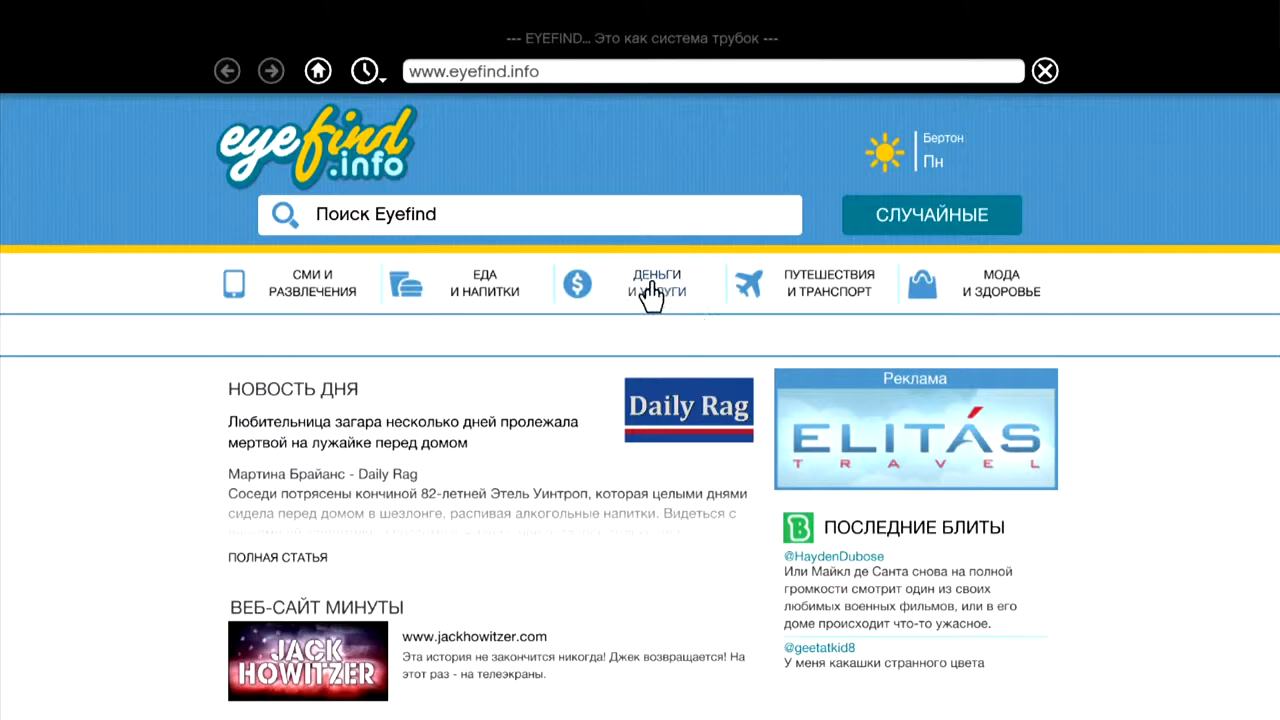 --- EYEFIND... Это как система трубок ---
www.eyefind.info
eyefind
.info
Бертон
Пн
Поиск Eyefind
СЛУЧАЙНЫЕ
СМИ И
РАЗВЛЕЧЕНИЯ
ЕДА
И НАПИТКИ
ДЕНЬГИ
И УСЛУГИ
ПУТЕШЕСТВИЯ
И ТРАНСПОРТ
МОДА
И ЗДОРОВЬЕ
НОВОСТЬ ДНЯ
Daily Rag
Любительница загара несколько дней пролежала
мертвой на лужайке перед домом
Мартина Брайанс - Daily Rag
Соседи потрясены кончиной 82-летней Этель Уинтроп, которая целыми днями
сидела перед домом в шезлонге, распивая алкогольные напитки. Видеться с
ПОЛНАЯ СТАТЬЯ
ВЕБ-САЙТ МИНУТЫ
JACK
HOWITZER
www.jackhowitzer.com
Эта история не закончится никогда! Джек возвращается! На
этот раз - на телеэкраны.
Реклама
ELITÁS
TRAVEL
ПОСЛЕДНИЕ БЛИТЫ
@HaydenDubose
Или Майкл де Санта снова на полной
громкости смотрит один из своих
любимых военных фильмов, или в его
доме происходит что-то ужасное.
@geetatkid8
У меня какашки странного цвета